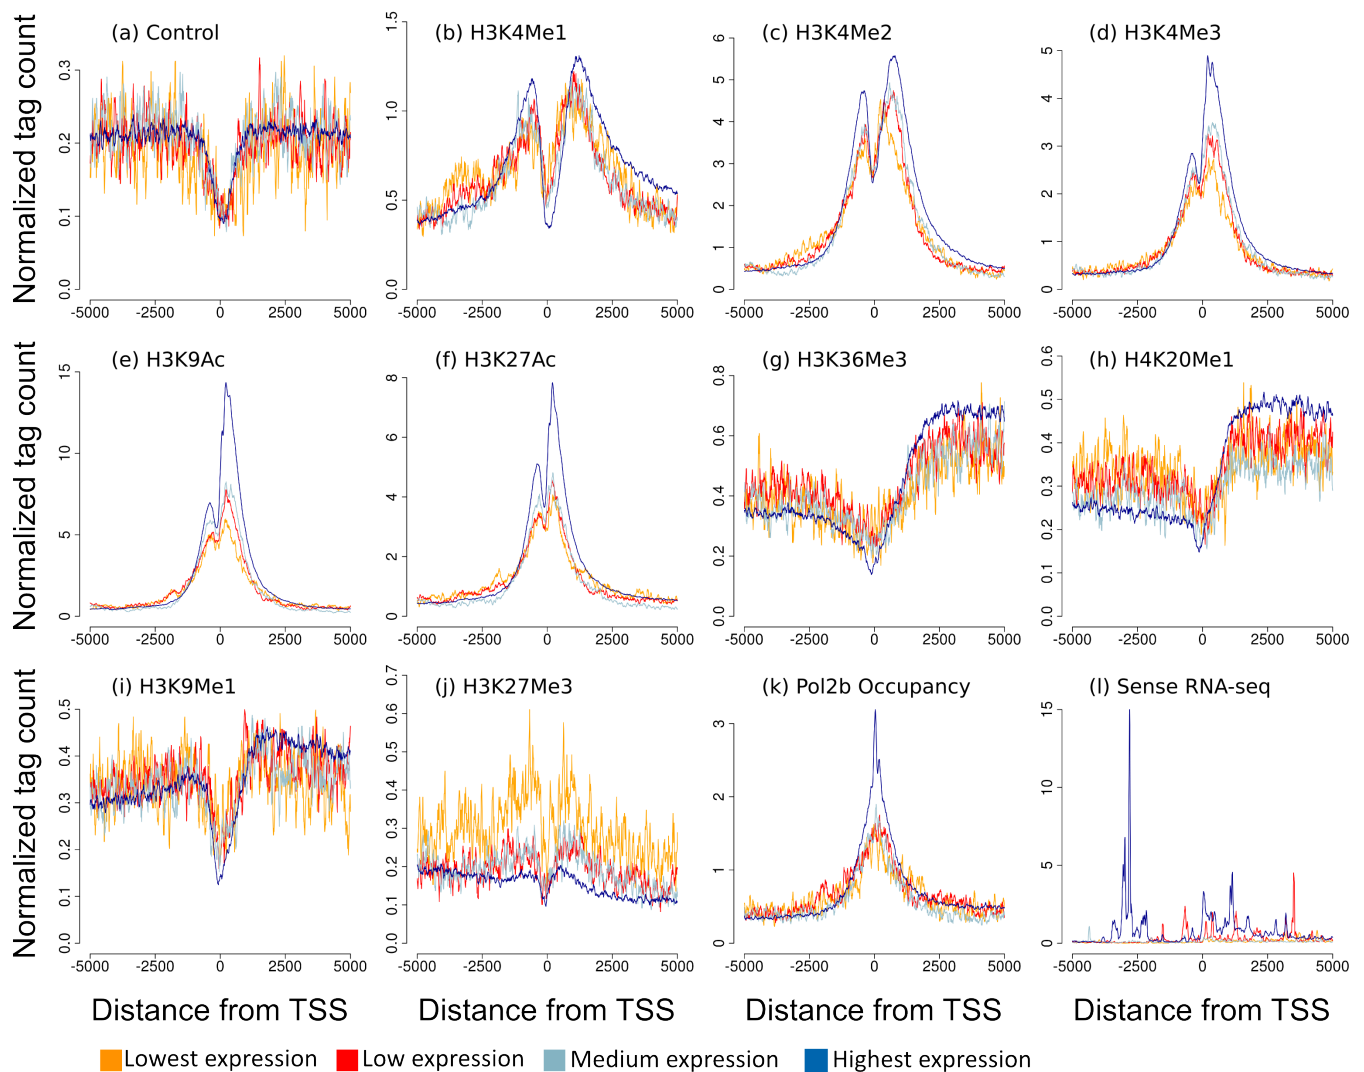 (a) Control
(b) H3K4Me1
(c) H3K4Me2
(d) H3K4Me3
Normalized tag count
0.0 0.1 0.2 0.3
0.0 0.5 1.0 1.5
0 1 2 3 4 5 6
0 1 2 3 4 5
-5000 -2500 0 2500 5000
-5000 -2500 0 2500 5000
-5000 -2500 0 2500 5000
-5000 -2500 0 2500 5000
(e) H3K9Ac
(f) H3K27Ac
(g) H3K36Me3
(h) H4K20Me1
Normalized tag count
0 5 10 15
0 2 4 6 8
0.0 0.2 0.4 0.6 0.8
0.0 0.1 0.2 0.3 0.4 0.5 0.6
-5000 -2500 0 2500 5000
-5000 -2500 0 2500 5000
-5000 -2500 0 2500 5000
-5000 -2500 0 2500 5000
(i) H3K9Me1
(j) H3K27Me3
(k) Pol2b Occupancy
(l) Sense RNA-seq
Normalized tag count
0.0 0.1 0.2 0.3 0.4 0.5
0.0 0.1 0.2 0.3 0.4 0.5 0.6 0.7
0 1 2 3
0 5 10 15
-5000 -2500 0 2500 5000
-5000 -2500 0 2500 5000
-5000 -2500 0 2500 5000
-5000 -2500 0 2500 5000
Distance from TSS
Distance from TSS
Distance from TSS
Distance from TSS
Lowest expression
Low expression
Medium expression
Highest expression